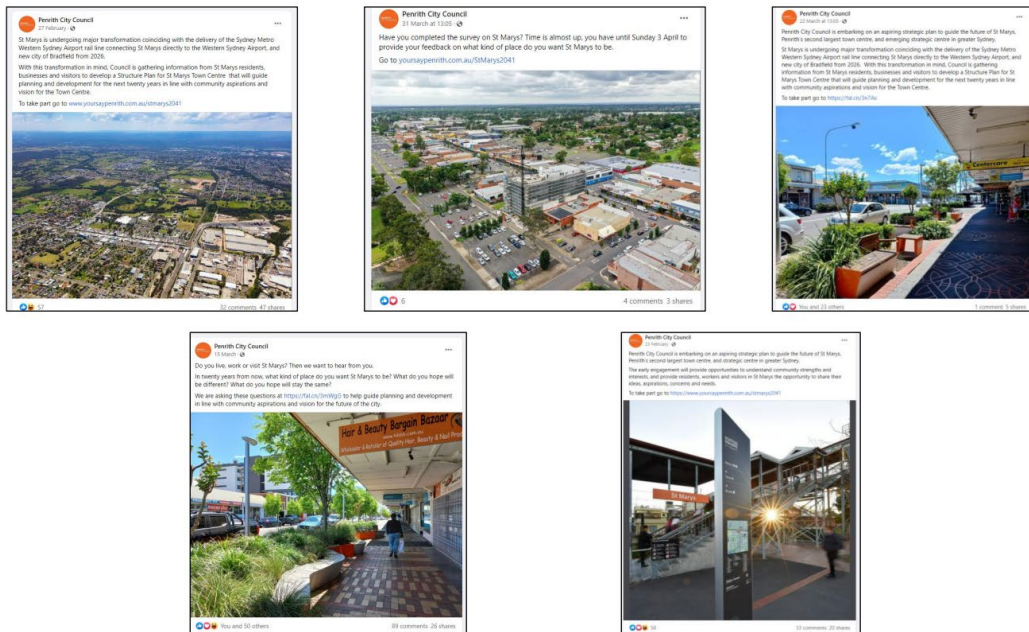 Penrith City Council
27 February ·
St Marys is undergoing major transformation coinciding with the delivery of the Sydney Metro
Western Sydney Airport rail line connecting St Marys directly to the Western Sydney Airport, and
new city of Bradfield from 2026.
With this transformation in mind, Council is gathering information from St Marys residents,
businesses and visitors to develop a Structure Plan for St Marys Town Centre that will guide
planning and development for the next twenty years in line with community aspirations and
vision for the Town Centre.
To take part go to www.yoursaypenrith.com.au/stmarys2041
57
32 comments 47 shares
Penrith City Council
31 March at 13:05 ·
Have you completed the survey on St Marys? Time is almost up, you have until Sunday 3 April to
provide your feedback on what kind of place do you want St Marys to be.
Go to yoursaypenrith.com.au/StMarys2041
6
4 comments 3 shares
Penrith City Council
22 March at 13:05 ·
Penrith City Council is embarking on an aspiring strategic plan to guide the future of St Marys,
Penrith's second largest town centre, and emerging strategic centre in greater Sydney.
St Marys is undergoing major transformation coinciding with the delivery of the Sydney Metro
Western Sydney Airport rail line connecting St Marys directly to the Western Sydney Airport, and
new city of Bradfield from 2026. With this transformation in mind, Council is gathering
information from St Marys residents, businesses and visitors to develop a Structure Plan for St
Marys Town Centre that will guide planning and development for the next twenty years in line
with community aspirations and vision for the Town Centre.
To take part go to
Centercare
You and 23 others
1 comment 5 shares
Penrith City Council
15 March ·
Do you live, work or visit St Marys? Then we want to hear from you.
In twenty years from now, what kind of place do you want St Marys to be? What do you hope will
be different? What do you hope will stay the same?
We are asking these questions at https://fal.cn/3mWgG to help guide planning and development
in line with community aspirations and vision for the future of the city.
Hair & Beauty Bargain Bazaar
Wholesaler & Retailer of Quality Hair, Beauty & Nail Prod
You and 50 others
89 comments 26 shares
Penrith City Council
23 February ·
Penrith City Council is embarking on an aspiring strategic plan to guide the future of St Marys,
Penrith's second largest town centre, and strategic centre in greater Sydney.
The early engagement will provide opportunities to understand community strengths and
interests, and provide residents, workers and visitors in St Marys the opportunity to share their
ideas, aspirations, concerns and needs.
To take part go to https://www.yoursaypenrith.com.au/stmarys2041
St Marys
comments shares